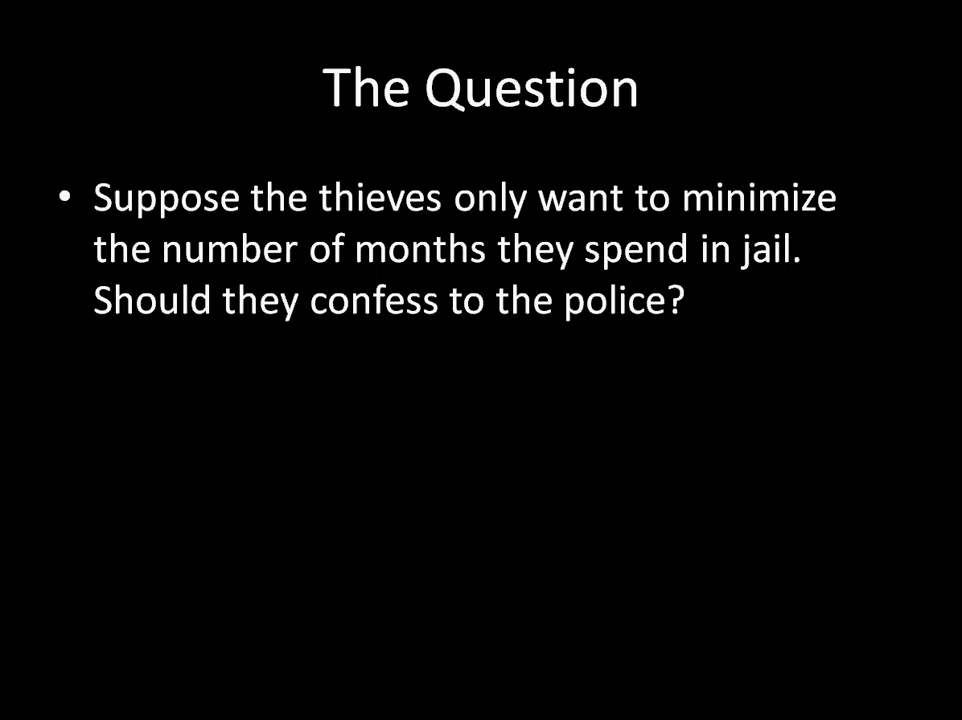 The Question
• Suppose the thieves only want to minimize
the number of months they spend in jail.
Should they confess to the police?